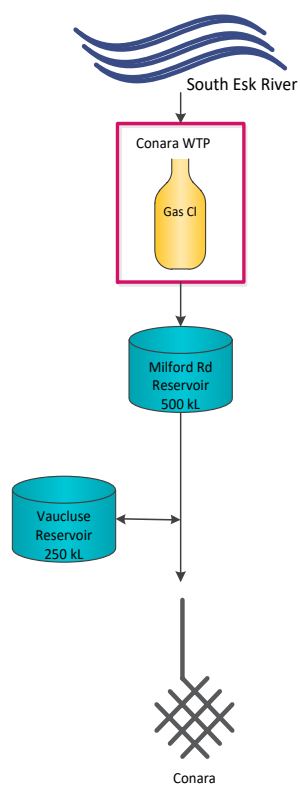 South Esk River
Conara WTP
Gas Cl
Milford Rd
Reservoir
500 kL
Vaucluse
Reservoir
250 kL
Conara